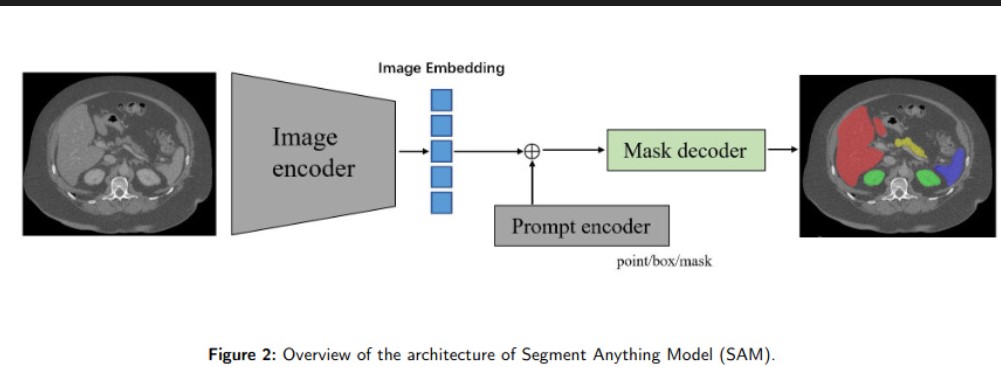 Image Embedding
Image
encoder
Mask decoder
Prompt encoder
point/box/mask
Figure 2: Overview of the architecture of Segment Anything Model (SAM).